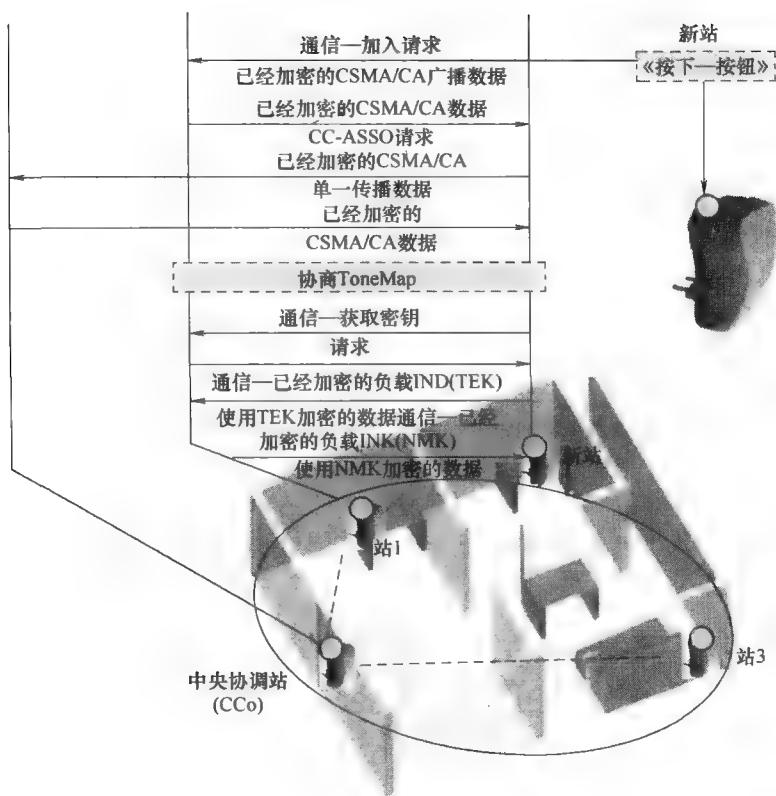 通信—加入请求
新站
《按下—按钮》
已经加密的CSMA/CA广播数据
已经加密的CSMA/CA数据
CC-ASSO请求
已经加密的CSMA/CA
单一传播数据
已经加密的
CSMA/CA数据
协商ToneMap
通信—获取密钥
请求
通信—已经加密的负载IND(TEK)
使用TEK加密的数据通信—已经
加密的负载INK(NMK)
使用NMK加密的数据
新站
站1
站3
中央协调站
(CCo)